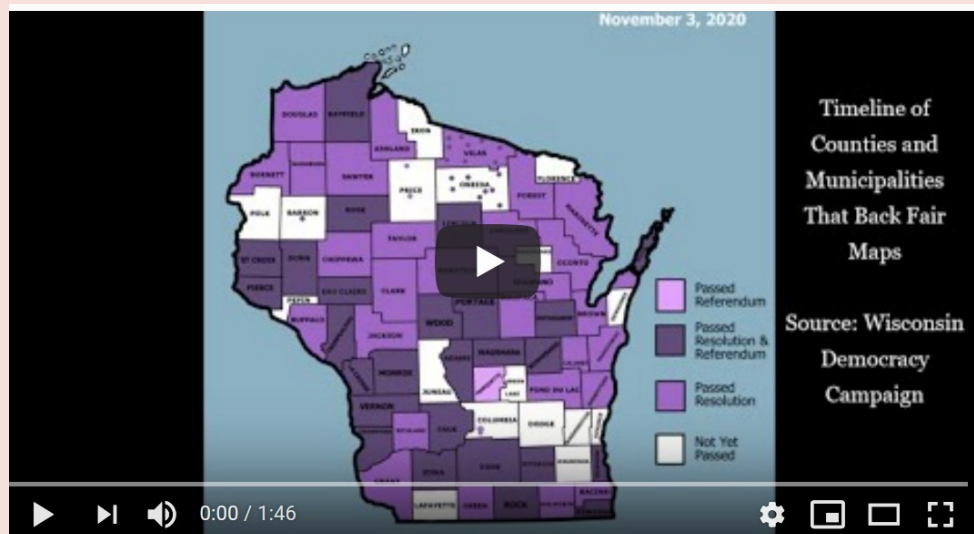 November 3, 2020
DOUGLAS
BAYFIELD
IRON
ASHLAND
VILAS
BURNETT
SAWYER
PRICE
ONEIDA
FLORENCE
FOREST
MARINETTE
POLK
BARRON
RUSK
LINCOLN
TAYLOR
ST CROIX
DUNN
CHIPPEWA
OCONTO
PIERCE
PEPIN
EAU CLAIRE
CLARK
BUFFALO
PORTAGE
WOOD
BROWN
JACKSON
ADAMS
WAUSHARA
MONROE
JUNEAU
LAKE
FOND DU LAC
VERNON
COLUMBIA
DODGE
RICHLAND
SAUK
IOWA
DANE
GRANT
LAFAYETTE
GREEN
ROCK
RACINE
Passed
Referendum
Passed
Resolution &
Referendum
Passed
Resolution
Not Yet
Passed
Timeline of
Counties and
Municipalities
That Back Fair
Maps
Source: Wisconsin
Democracy
Campaign
0:00 / 1:46